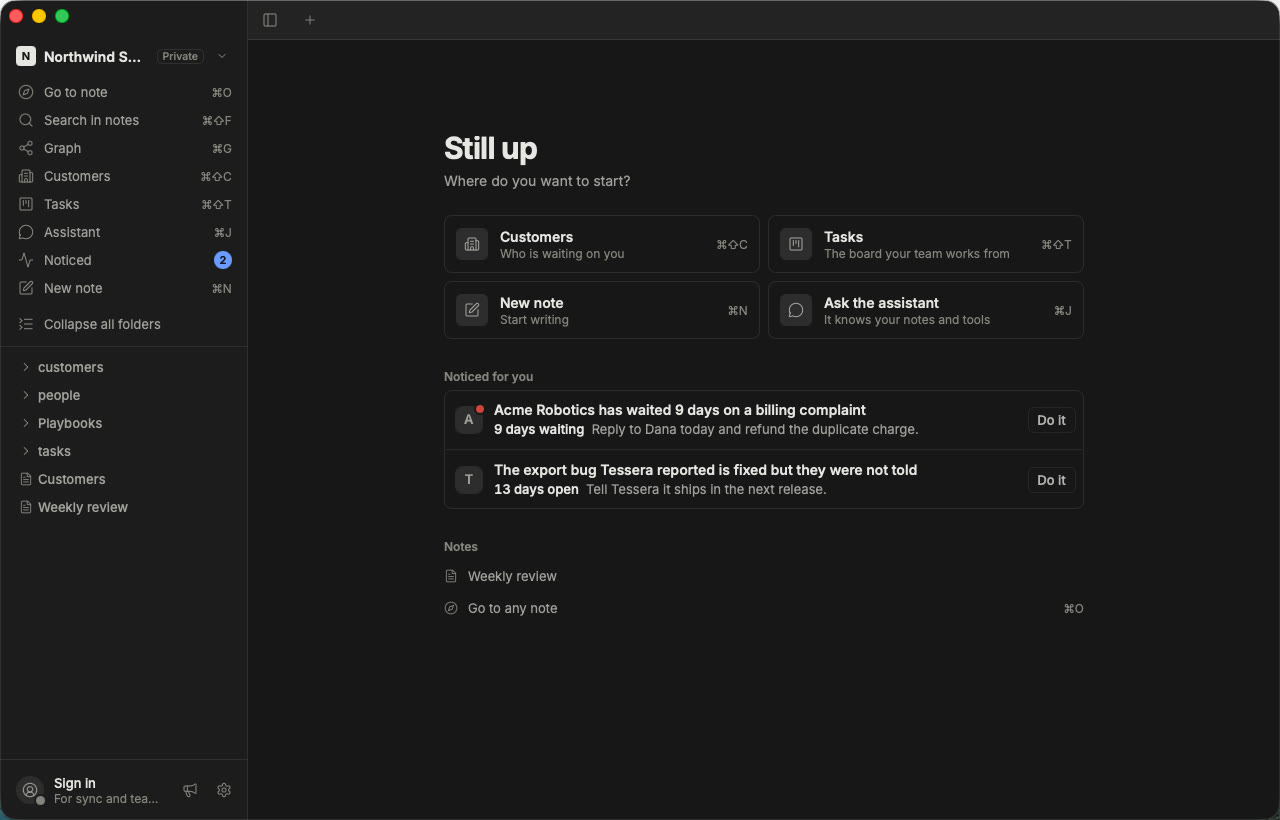 N Northwind S... Private
Go to note ⌘O
Search in notes ⌘⇧F
Graph ⌘G
Customers ⌘⇧C
Tasks ⌘⇧T
Assistant ⌘J
Noticed 2
New note ⌘N
Collapse all folders
customers
people
Playbooks
tasks
Customers
Weekly review
Sign in
For sync and tea...
Still up
Where do you want to start?
Customers ⌘⇧C
Who is waiting on you
Tasks ⌘⇧T
The board your team works from
New note ⌘N
Start writing
Ask the assistant ⌘J
It knows your notes and tools
Noticed for you
A Acme Robotics has waited 9 days on a billing complaint
9 days waiting Reply to Dana today and refund the duplicate charge.
Do it
T The export bug Tessera reported is fixed but they were not told
13 days open Tell Tessera it ships in the next release.
Do it
Notes
Weekly review
Go to any note ⌘O